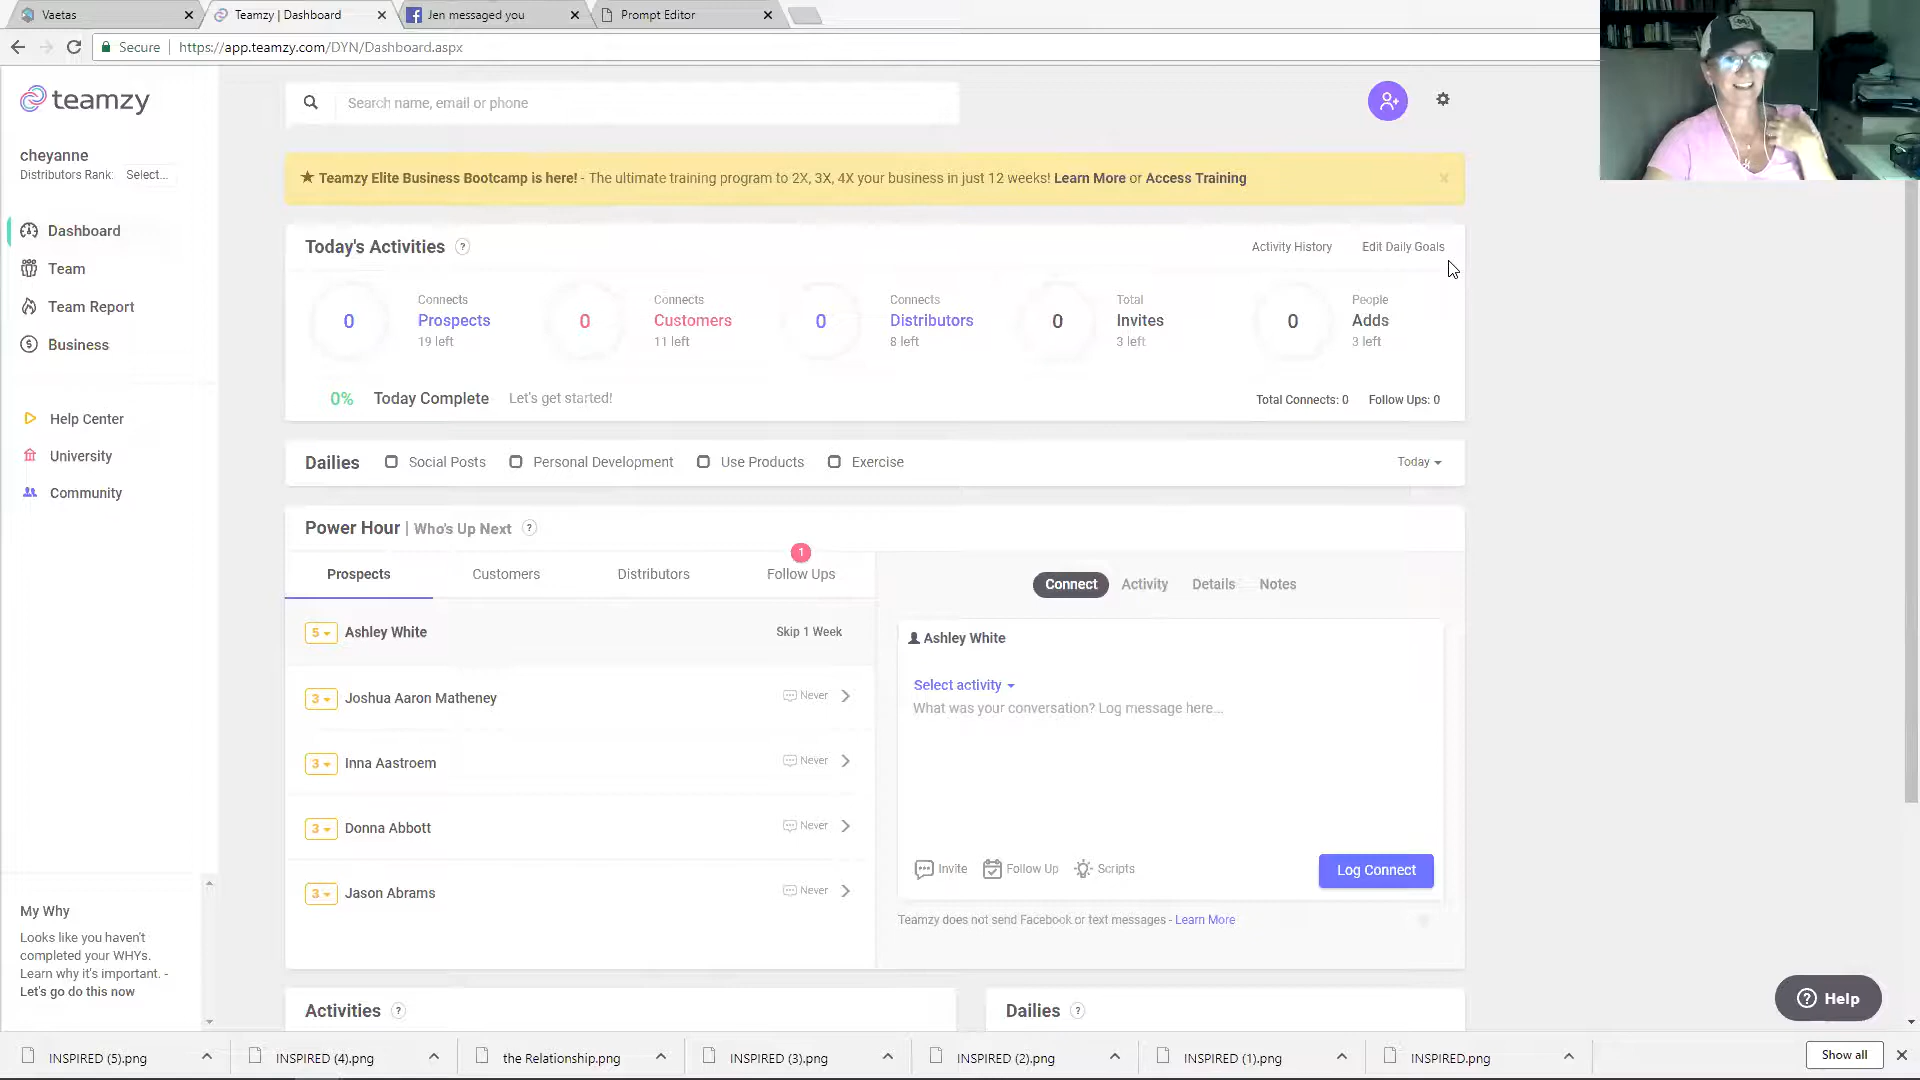 Vaetas
Teamzy | Dashboard
Jen messaged you
Prompt Editor
Secure
https://app.teamzy.com/DYN/Dashboard.aspx
teamzy
Search name, email or phone
cheyanne
Distributors Rank: Select...
★ Teamzy Elite Business Bootcamp is here! - The ultimate training program to 2X, 3X, 4X your business in just 12 weeks! Learn More or Access Training
×
Dashboard
Team
Team Report
Business
Help Center
University
Community
Today's Activities ?
Activity History
Edit Daily Goals
0 Connects Prospects 19 left
0 Connects Customers 11 left
0 Connects Distributors 8 left
0 Total Invites 3 left
0 People Adds 3 left
0% Today Complete Let's get started!
Total Connects: 0 Follow Ups: 0
Dailies Social Posts Personal Development Use Products Exercise Today
Power Hour | Who's Up Next ?
Prospects Customers Distributors 1 Follow Ups
5 Ashley White Skip 1 Week
3 Joshua Aaron Matheney Never
3 Inna Aastroem Never
3 Donna Abbott Never
3 Jason Abrams Never
Connect Activity Details Notes
Ashley White
Select activity
What was your conversation? Log message here...
Invite Follow Up Scripts Log Connect
Teamzy does not send Facebook or text messages - Learn More
My Why
Looks like you haven't
completed your WHYs.
Learn why it's important. -
Let's go do this now
Activities ?
Dailies ?
? Help
INSPIRED (5).png
INSPIRED (4).png
the Relationship.png
INSPIRED (3).png
INSPIRED (2).png
INSPIRED (1).png
INSPIRED.png
Show all